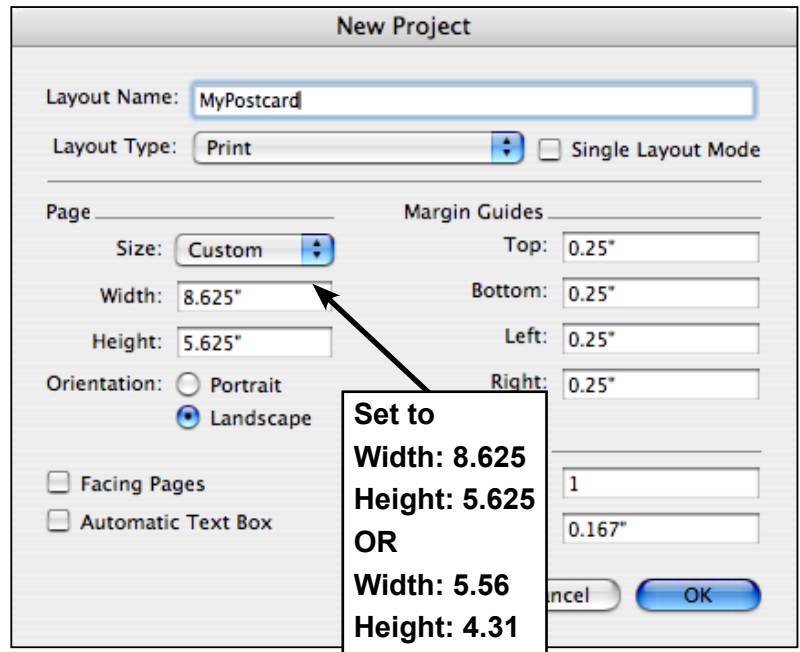 New Project
Layout Name: MyPostcard
Layout Type: Print Single Layout Mode
Page Margin Guides
Size: Custom Top: 0.25"
Width: 8.625" Bottom: 0.25"
Height: 5.625" Left: 0.25"
Orientation: Portrait Right: 0.25"
Landscape
Set to
Width: 8.625
Height: 5.625
OR
Width: 5.56
Height: 4.31
Facing Pages 1
Automatic Text Box 0.167"
OK